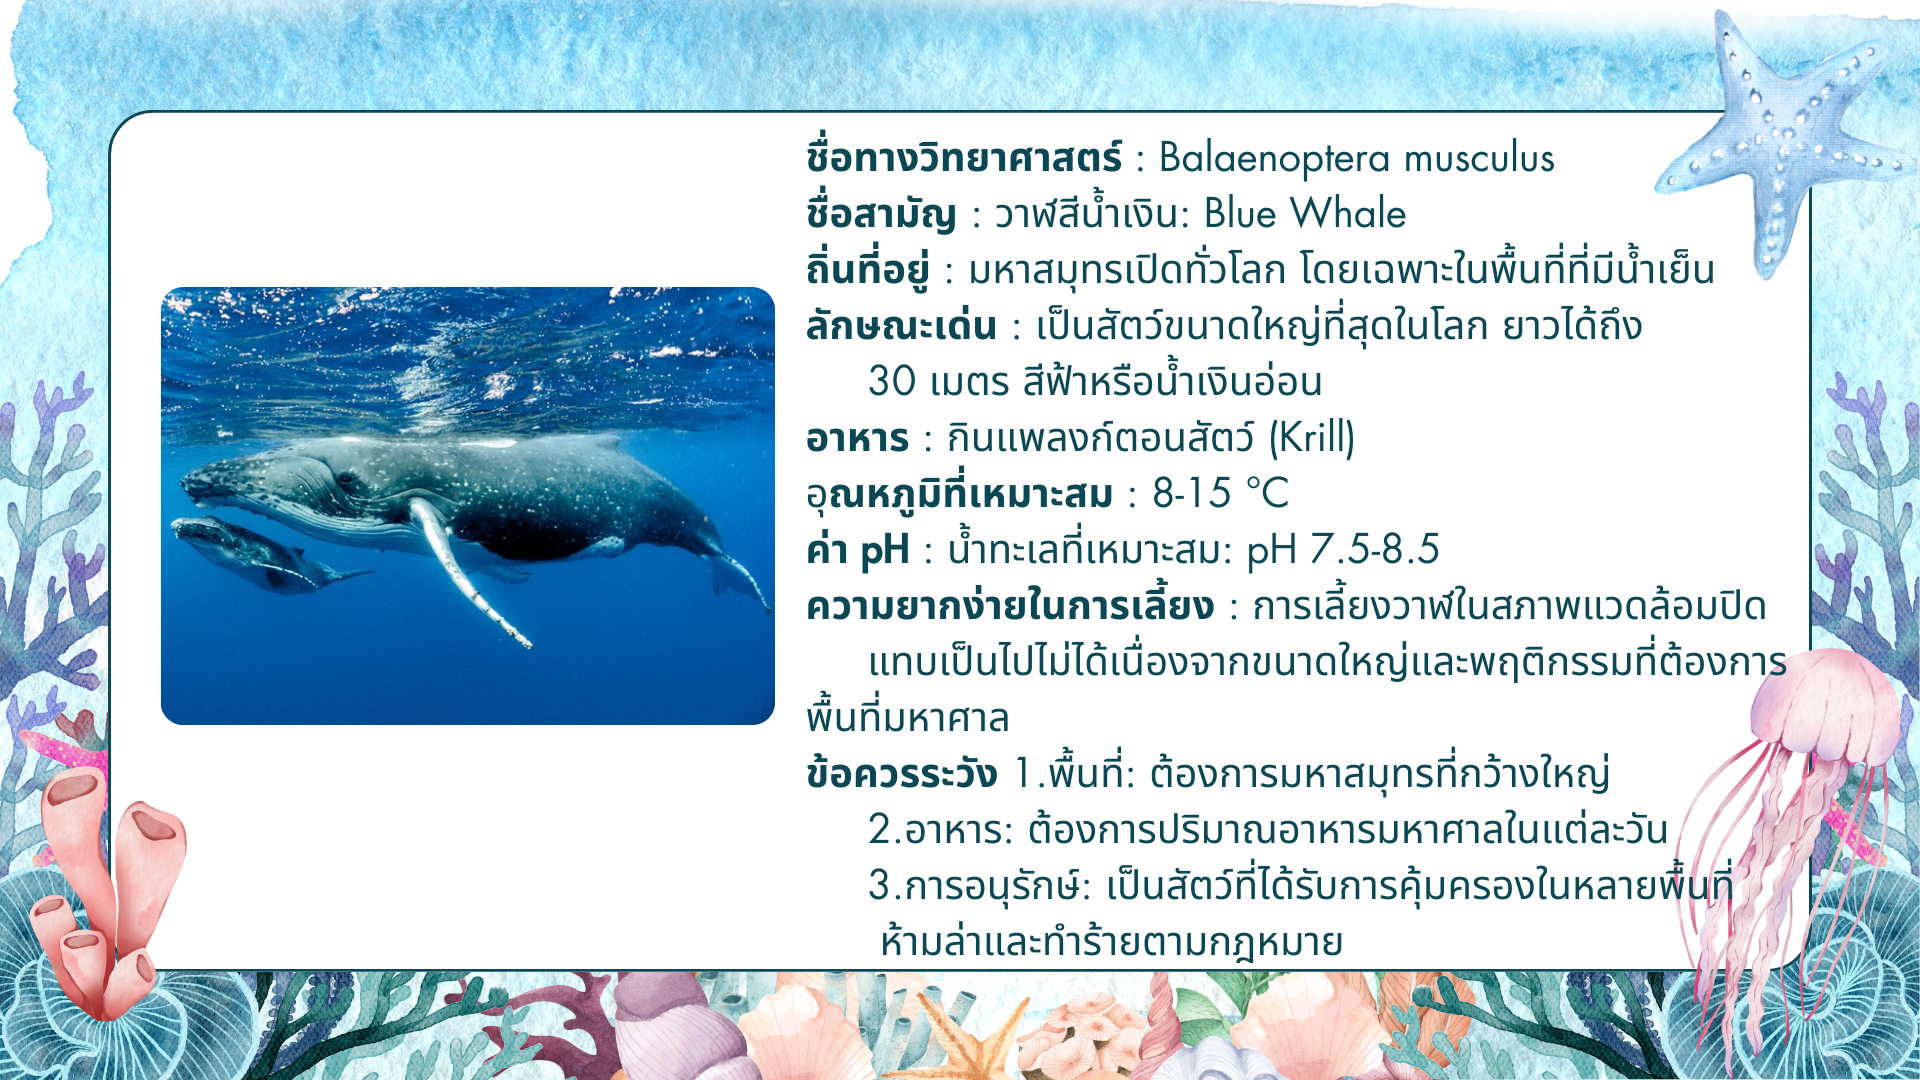 ชื่อทางวิทยาศาสตร์ : Balaenoptera musculus
ชื่อสามัญ : วาฬสีน้ำเงิน: Blue Whale
ถิ่นที่อยู่ : มหาสมุทรเปิดทั่วโลก โดยเฉพาะในพื้นที่ที่มีน้ำเย็น
ลักษณะเด่น : เป็นสัตว์ขนาดใหญ่ที่สุดในโลก ยาวได้ถึง
30 เมตร สีฟ้าหรือน้ำเงินอ่อน
อาหาร : กินแพลงก์ตอนสัตว์ (Krill)
อุณหภูมิที่เหมาะสม : 8-15 °C
ค่า pH : น้ำทะเลที่เหมาะสม: pH 7.5-8.5
ความยากง่ายในการเลี้ยง : การเลี้ยงวาฬในสภาพแวดล้อมปิด
แทบเป็นไปไม่ได้เนื่องจากขนาดใหญ่และพฤติกรรมที่ต้องการ
พื้นที่มหาศาล
ข้อควรระวัง 1.พื้นที่: ต้องการมหาสมุทรที่กว้างใหญ่
2.อาหาร: ต้องการปริมาณอาหารมหาศาลในแต่ละวัน
3.การอนุรักษ์: เป็นสัตว์ที่ได้รับการคุ้มครองในหลายพื้นที่
ห้ามล่าและทำร้ายตามกฎหมาย